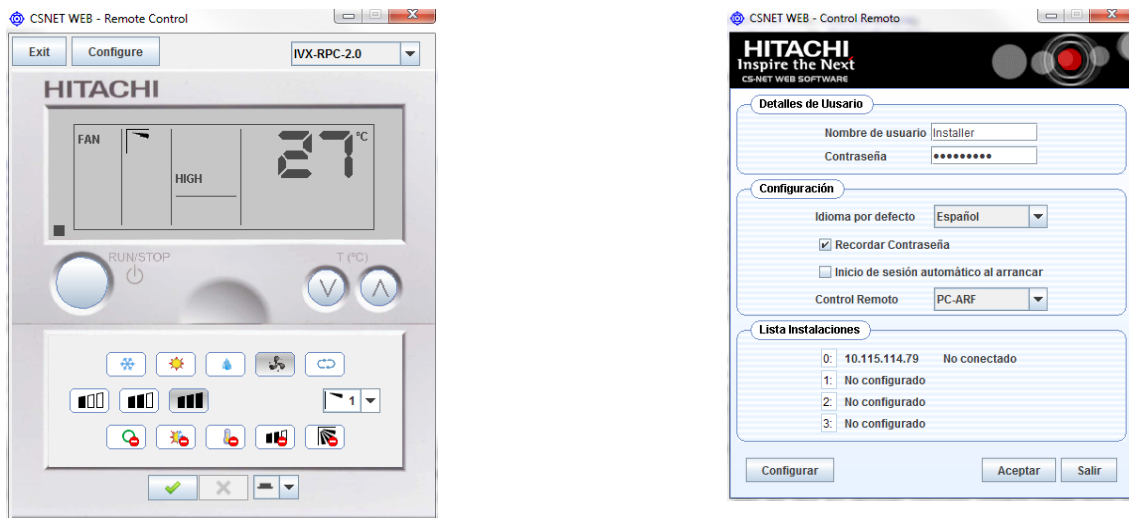 CSNET WEB - Remote Control
Exit Configure IVX-RPC-2.0
HITACHI
FAN
HIGH
27 °C
RUN/STOP
T (°C)
1
CSNET WEB - Control Remoto
HITACHI
Inspire the Next
CS-NET WEB SOFTWARE
Detalles de Uusario
Nombre de usuario Installer
Contraseña •••••••••
Configuración
Idioma por defecto Español
Recordar Contraseña
Inicio de sesión automático al arrancar
Control Remoto PC-ARF
Lista Instalaciones
0: 10.115.114.79 No conectado
1: No configurado
2: No configurado
3: No configurado
Configurar Aceptar Salir